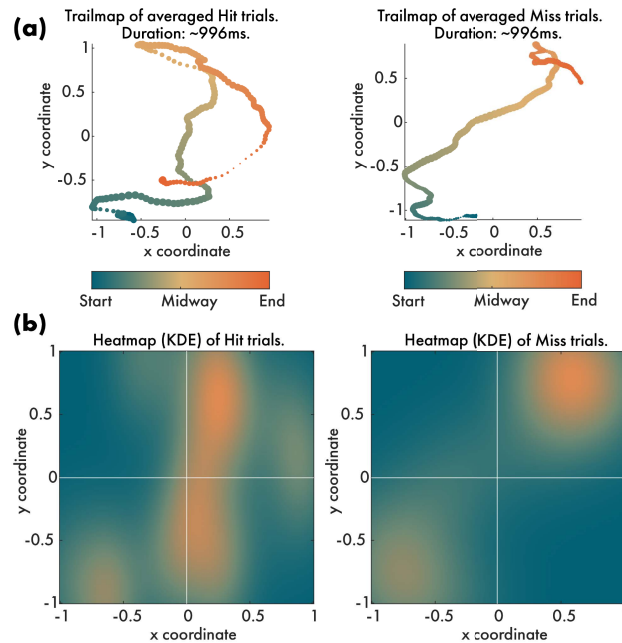 (a)
Trailmap of averaged Hit trials.
Duration: ~996ms.
y coordinate
1
0.5
0
-0.5
-1 -0.5 0 0.5
x coordinate
Start Midway End
Trailmap of averaged Miss trials.
Duration: ~996ms.
y coordinate
0.5
0
-0.5
-1
-1 -0.5 0 0.5 1
x coordinate
Start Midway End
(b)
Heatmap (KDE) of Hit trials.
y coordinate
1
0.5
0
-0.5
-1
-1 -0.5 0 0.5 1
x coordinate
Heatmap (KDE) of Miss trials.
y coordinate
1
0.5
0
-0.5
-1
-1 -0.5 0 0.5
x coordinate